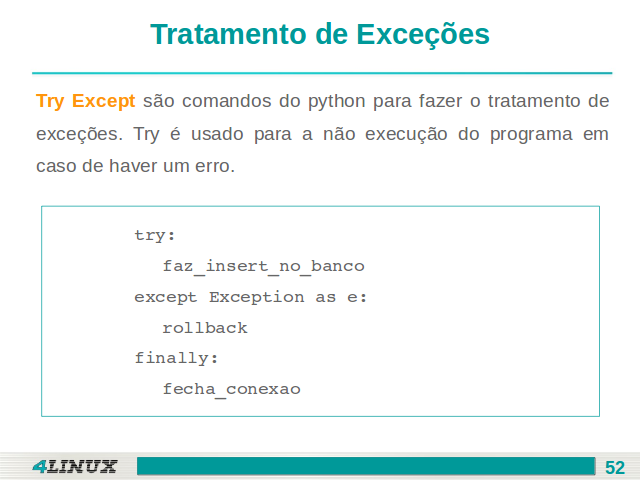 Tratamento de Exceções
Try Except são comandos do python para fazer o tratamento de
exceções. Try é usado para a não execução do programa em
caso de haver um erro.
try:
faz_insert_no_banco
except Exception as e:
rollback
finally:
fecha_conexao
4LINUX
52